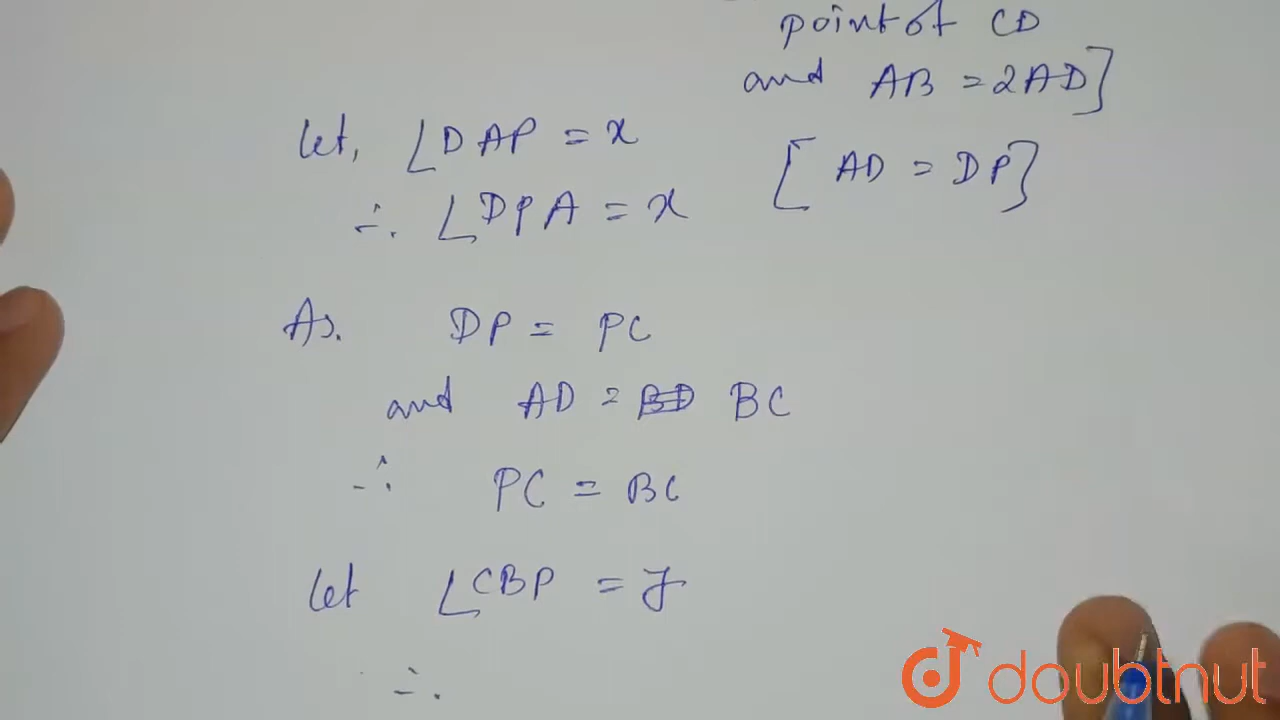 point of CD
and AB = 2AD]
Let, ∠DAP = x
[AD = DP]
∴ ∠DPA = x
As. DP = PC
and AD = BD BC
∴ PC = BC
Let ∠CBP = y
∴
doubtnut